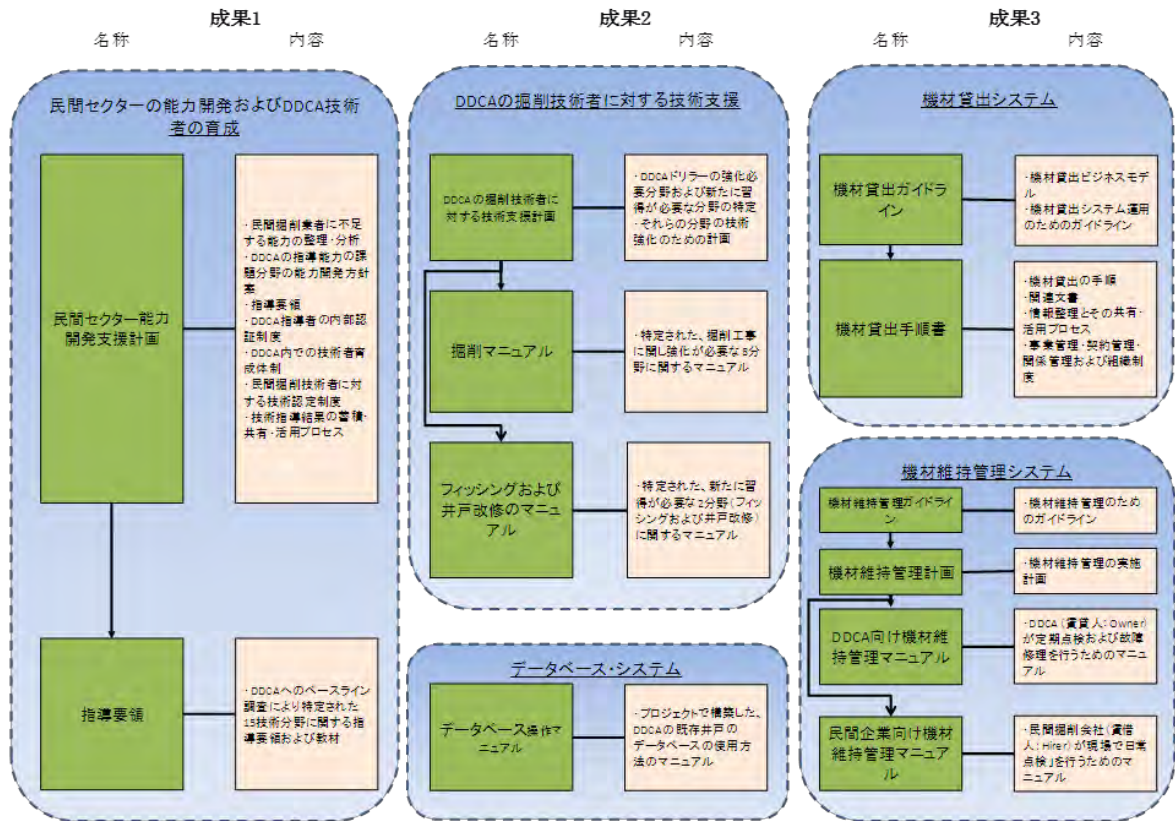 成果1
名称
内容
民間セクターの能力開発およびDDCA技術
者の育成
民間セクター能力
開発支援計画
・民間掘削業者に不足
する能力の整理・分析
・DDCAの指導能力の課
題分野の能力開発方針
案
・指導要領
・DDCA指導者の内部認
証制度
・DDCA内での技術者育
成体制
・民間掘削技術者に対
する技術認定制度
・技術指導結果の蓄積・
共有・活用プロセス
指導要領
・DDCAへのベースライン
調査により特定された
15技術分野に関する指
導要領および教材
成果2
名称
内容
DDCAの掘削技術者に対する技術支援
DDCAの掘削技術者に
対する技術支援計画
・DDCAドリラーの強化必
要分野および新たに習
得が必要な分野の特定
・それらの分野の技術
強化のための計画
掘削マニュアル
・特定された、掘削工事
に関し強化が必要な8分
野に関するマニュアル
フィッシングおよび
井戸改修のマニュ
アル
・特定された、新たに習
得が必要な2分野(フィッ
シングおよび井戸改修)
に関するマニュアル
データベース・システム
データベース操作マ
ニュアル
・プロジェクトで構築した、
DDCAの既存井戸の
データベースの使用方
法のマニュアル
成果3
名称
内容
機材貸出システム
機材貸出ガイドラ
イン
・機材貸出ビジネスモデ
ル
・機材貸出システム運用
のためのガイドライン
機材貸出手順書
・機材貸出の手順
・関連文書
・情報整理とその共有・
活用プロセス
・事業管理・契約管理・
関係管理および組織制
度
機材維持管理システム
機材維持管理ガイドライ
ン
・機材維持管理のため
のガイドライン
機材維持管理計画
・機材維持管理の実施
計画
DDCA向け機材維
持管理マニュアル
・DDCA(賃貸人:Owner)
が定期点検および故障
修理を行うためのマニュ
アル
民間企業向け機材
維持管理マニュア
ル
・民間掘削会社(賃借
人:Hirer)が現場で日常
点検」を行うためのマ
ニュアル